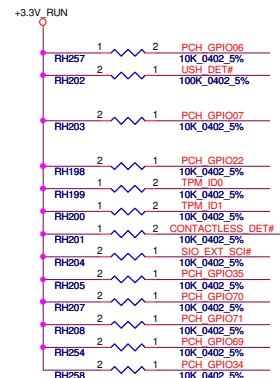 +3.3V_RUN
1 2 PCH_GPIO06
RH257 10K_0402_5%
2 1 USH_DET#
RH202 100K_0402_5%
2 1 PCH_GPIO07
RH203 10K_0402_5%
2 1 PCH_GPIO22
RH198 10K_0402_5%
2 1 TPM_ID0
RH199 10K_0402_5%
1 2 TPM_ID1
RH200 10K_0402_5%
1 2 CONTACTLESS_DET#
RH201 10K_0402_5%
2 1 SIO_EXT_SCI#
RH204 10K_0402_5%
2 1 PCH_GPIO35
RH205 10K_0402_5%
2 1 PCH_GPIO70
RH207 10K_0402_5%
2 1 PCH_GPIO71
RH208 10K_0402_5%
2 1 PCH_GPIO69
RH254 10K_0402_5%
2 1 PCH_GPIO34
RH258 10K_0402_5%